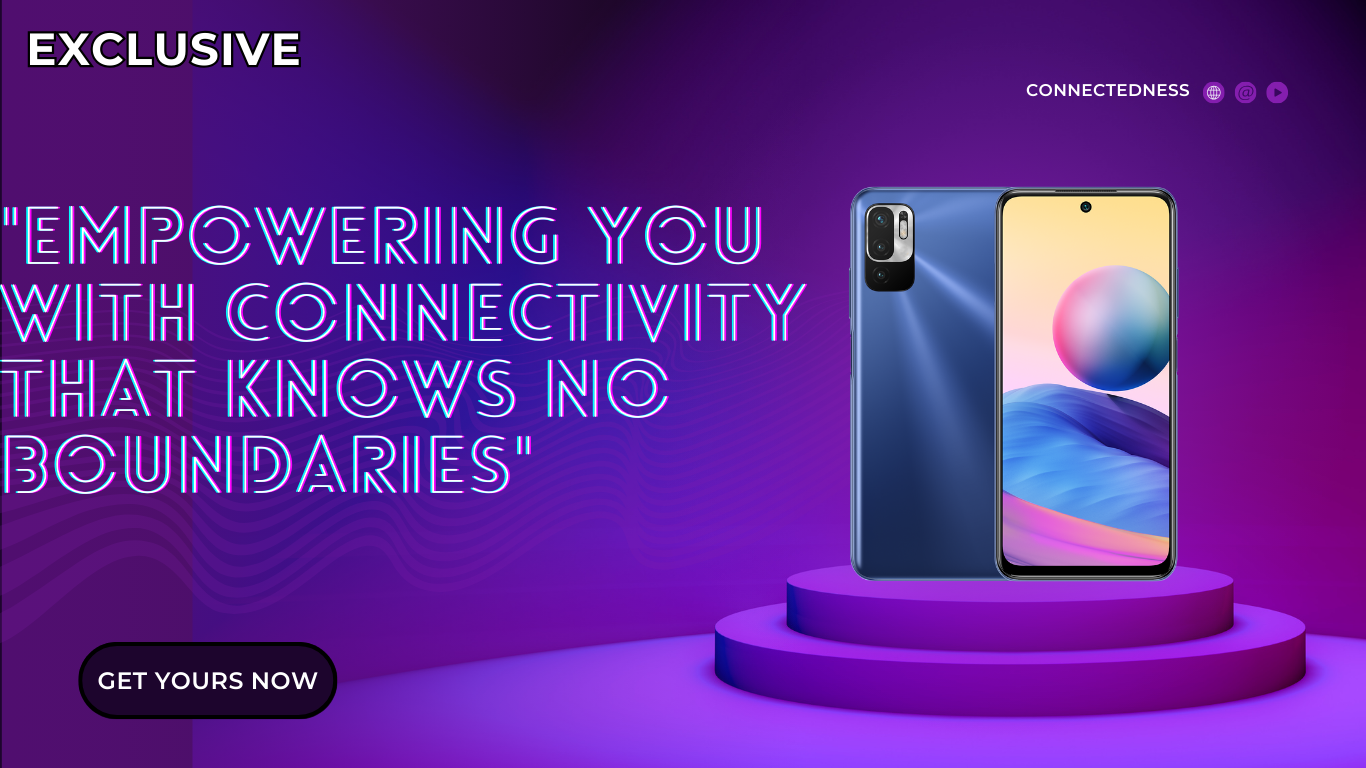 EXCLUSIVE
CONNECTEDNESS
"EMPOWERING YOU
WITH CONNECTIVITY
THAT KNOWS NO
BOUNDARIES"
GET YOURS NOW